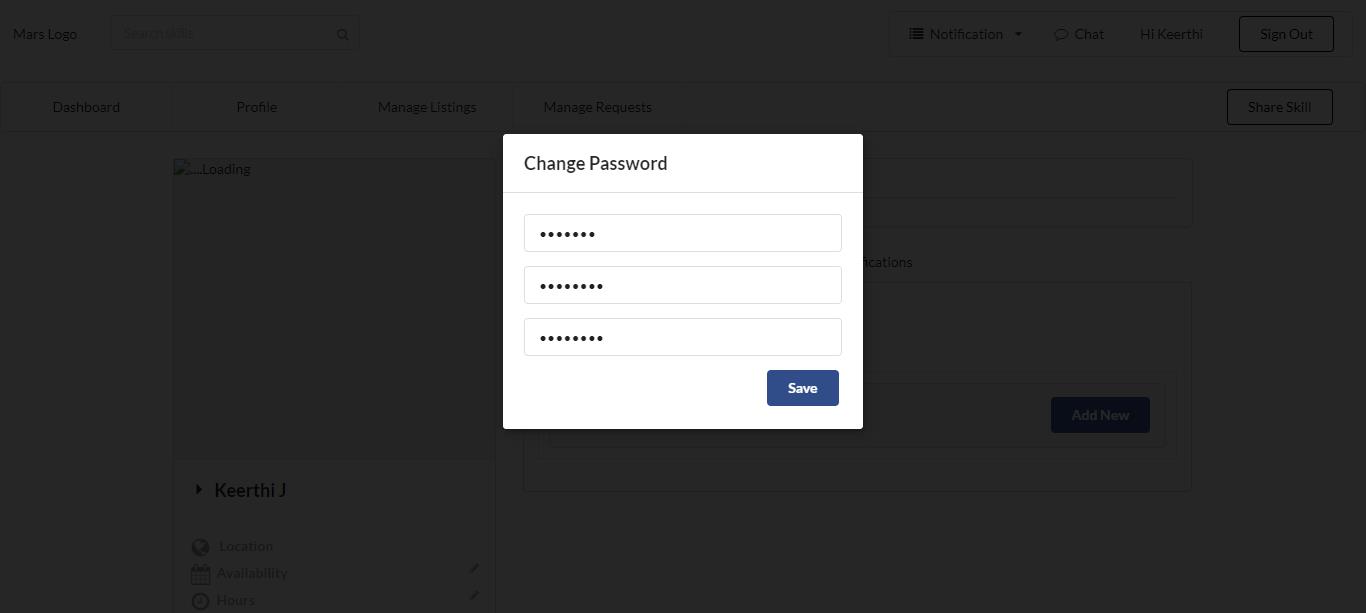 Mars Logo
Search skills
Notification
Chat
Hi Keerthi
Sign Out
Dashboard
Profile
Manage Listings
Manage Requests
Share Skill
....Loading
Change Password
•••••••
••••••••
••••••••
Save
ifications
Add New
Keerthi J
Location
Availability
Hours